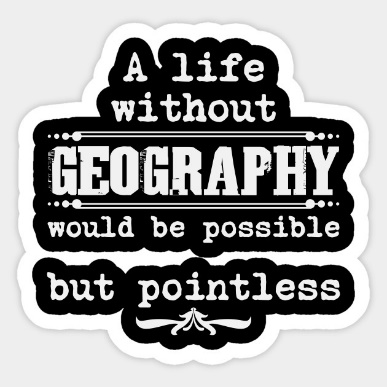 A life
without
GEOGRAPHY
would be possible
but pointless